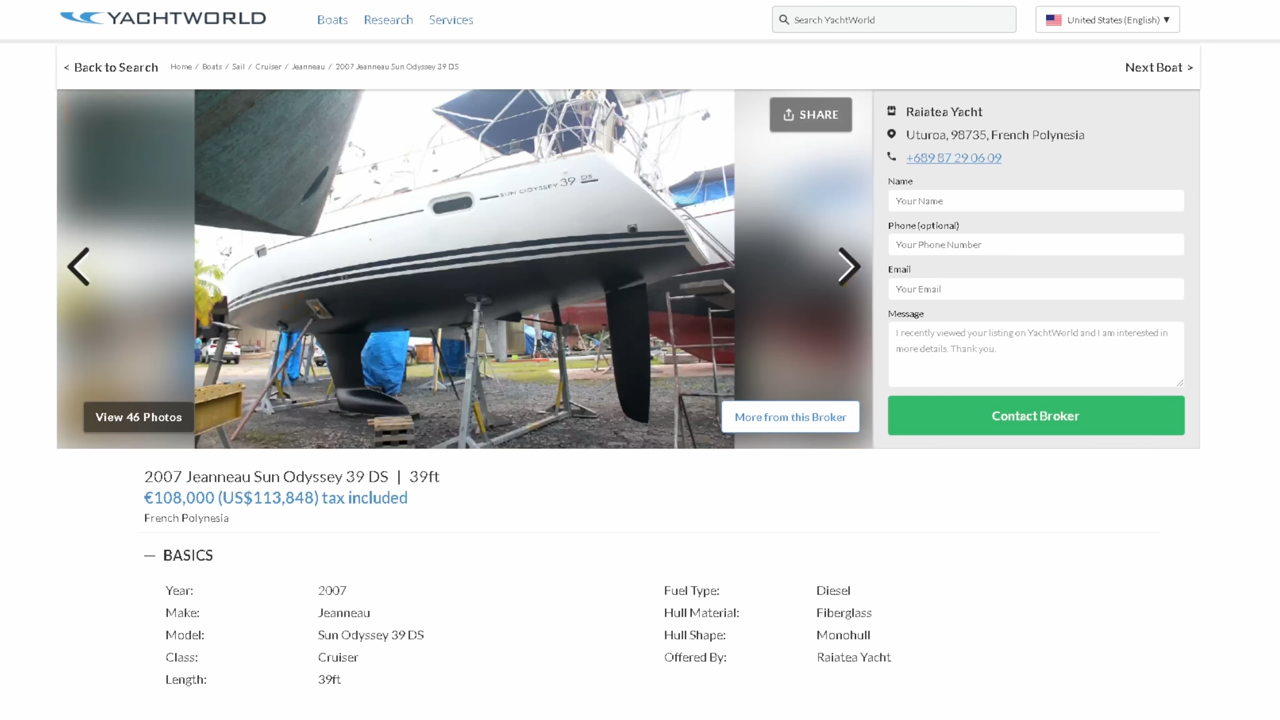 YACHTWORLD
Boats Research Services
Search YachtWorld
United States (English) ▼
< Back to Search
Home / Boats / Sail / Cruiser / Jeanneau / 2007 Jeanneau Sun Odyssey 39 DS
Next Boat >
SHARE
SUN ODYSSEY 39 DS
View 46 Photos
More from this Broker
Raiatea Yacht
Uturoa, 98735, French Polynesia
+689 87 29 06 09
Name
Your Name
Phone (optional)
Your Phone Number
Email
Your Email
Message
I recently viewed your listing on YachtWorld and I am interested in
more details. Thank you.
Contact Broker
2007 Jeanneau Sun Odyssey 39 DS | 39ft
€108,000 (US$113,848) tax included
French Polynesia
— BASICS
Year: 2007
Make: Jeanneau
Model: Sun Odyssey 39 DS
Class: Cruiser
Length: 39ft
Fuel Type: Diesel
Hull Material: Fiberglass
Hull Shape: Monohull
Offered By: Raiatea Yacht